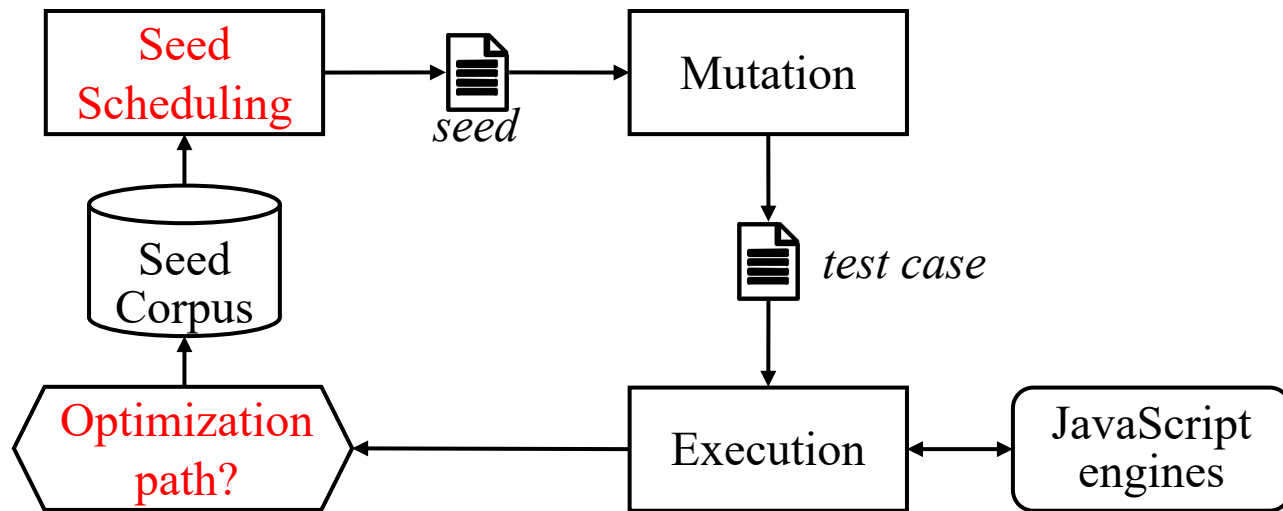 Seed
Scheduling
seed
Mutation
Seed
Corpus
test case
Optimization
path?
Execution
JavaScript
engines